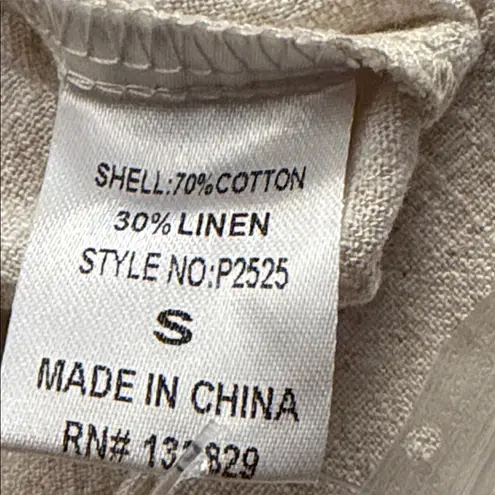 SHELL:70%COTTON
30% LINEN
STYLE NO:P2525
S
MADE IN CHINA
RN#